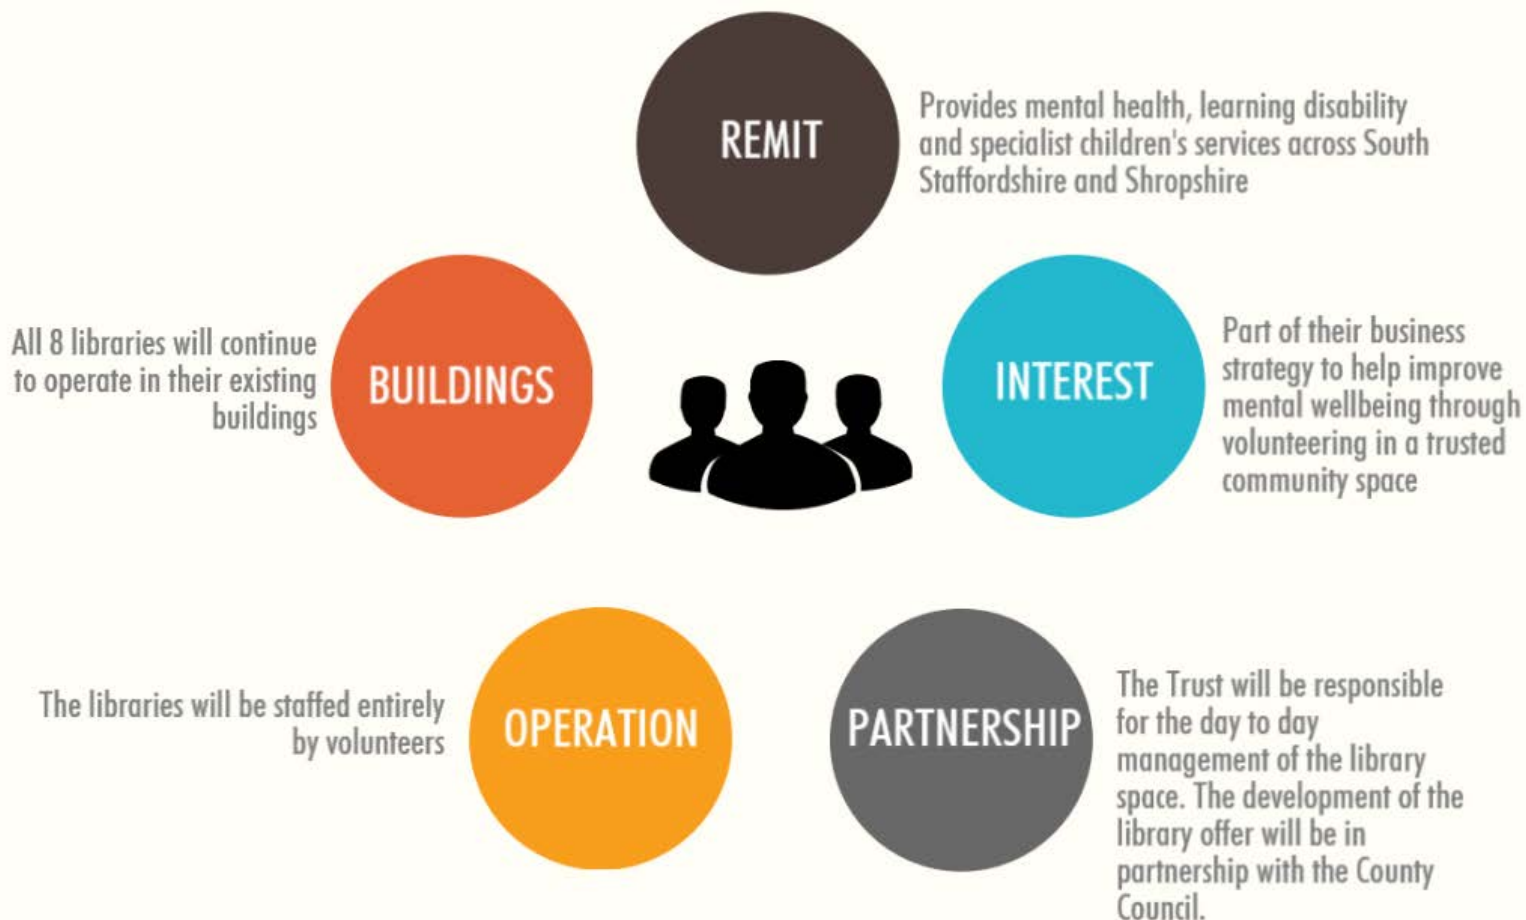 REMIT
Provides mental health, learning disability
and specialist children's services across South
Staffordshire and Shropshire
All 8 libraries will continue
to operate in their existing
buildings
BUILDINGS
INTEREST
Part of their business
strategy to help improve
mental wellbeing through
volunteering in a trusted
community space
The libraries will be staffed entirely
by volunteers
OPERATION
PARTNERSHIP
The Trust will be responsible
for the day to day
management of the library
space. The development of the
library offer will be in
partnership with the County
Council.